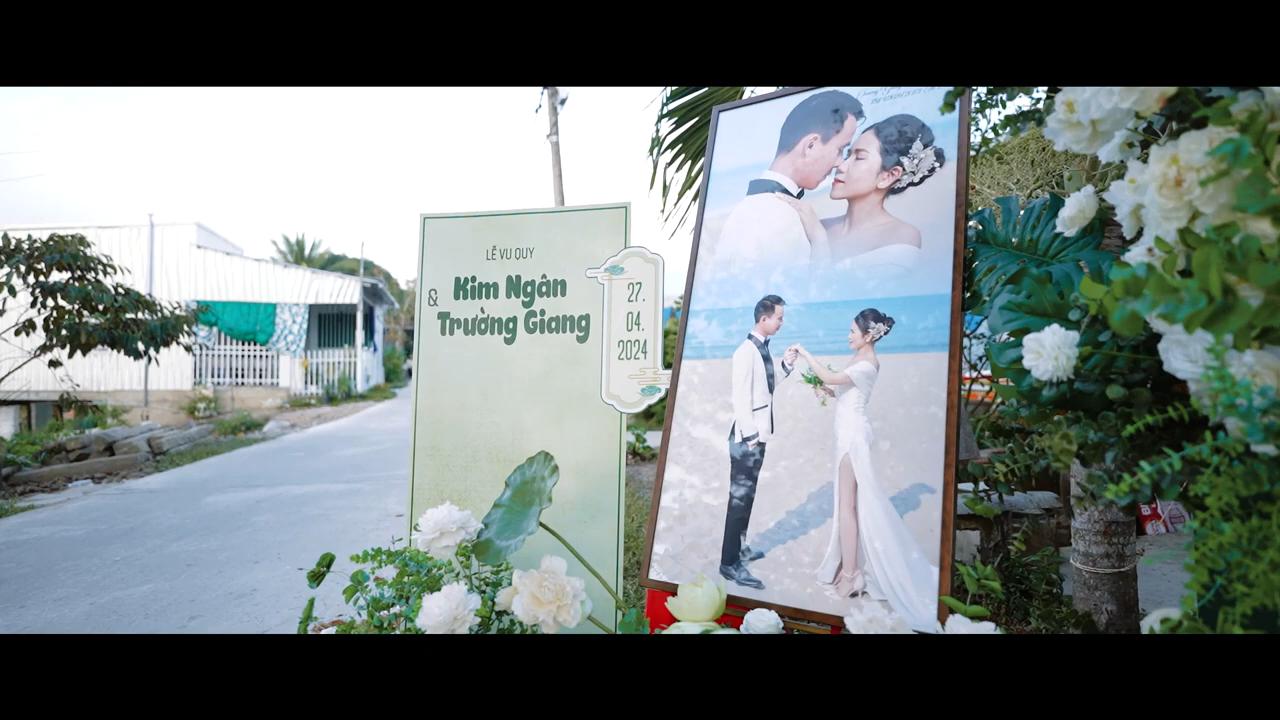 LỄ VU QUY
Kim Ngân
& Trường Giang
27.
04.
2024